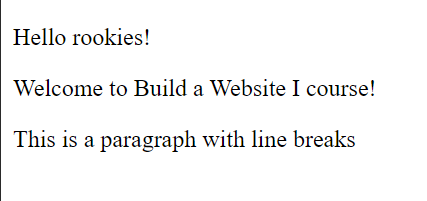 Hello rookies!
Welcome to Build a Website I course!
This is a paragraph with line breaks